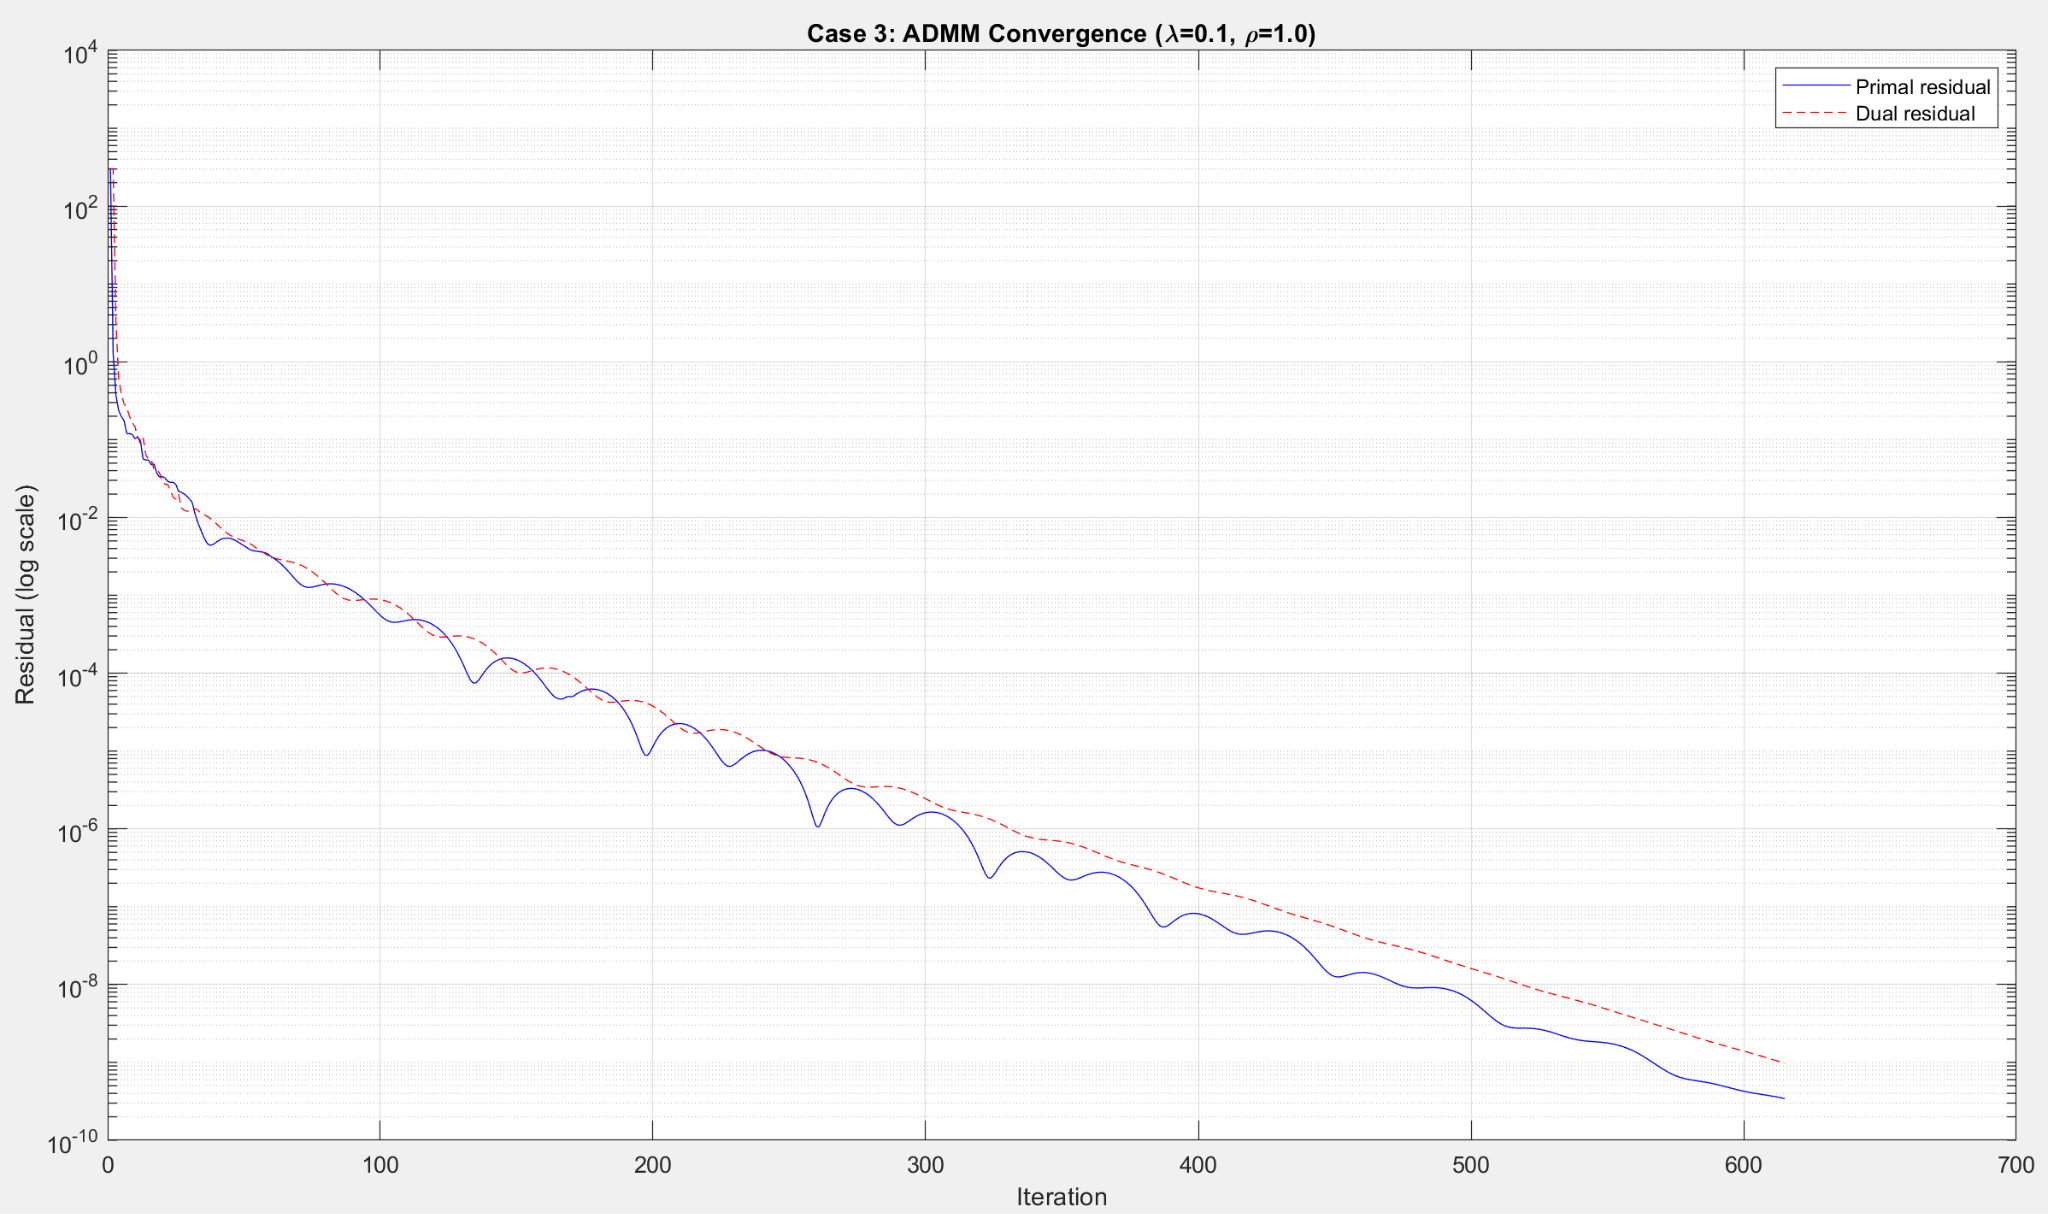 Case 3: ADMM Convergence (λ=0.1, ρ=1.0)
Primal residual
Dual residual
Residual (log scale)
10^4
10^2
10^0
10^-2
10^-4
10^-6
10^-8
10^-10
0 100 200 300 400 500 600 700
Iteration